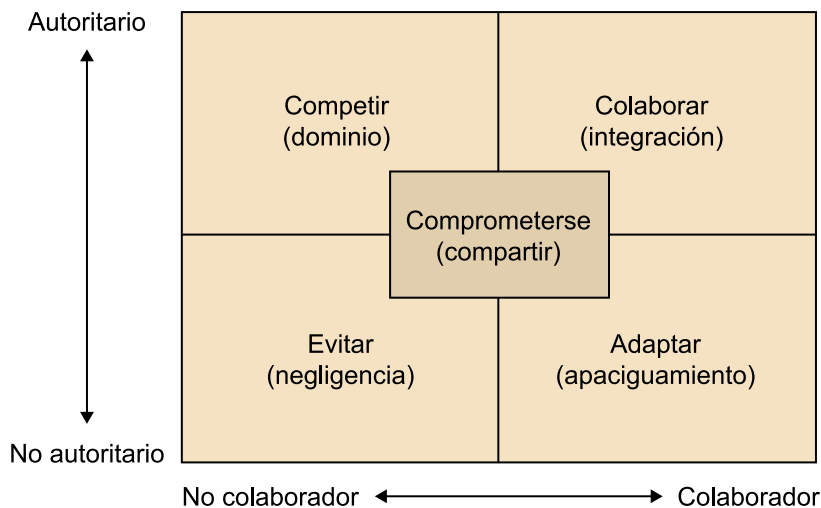 Autoritario
Competir
(dominio)
Colaborar
(integración)
Comprometerse
(compartir)
Evitar
(negligencia)
Adaptar
(apaciguamiento)
No autoritario
No colaborador
Colaborador